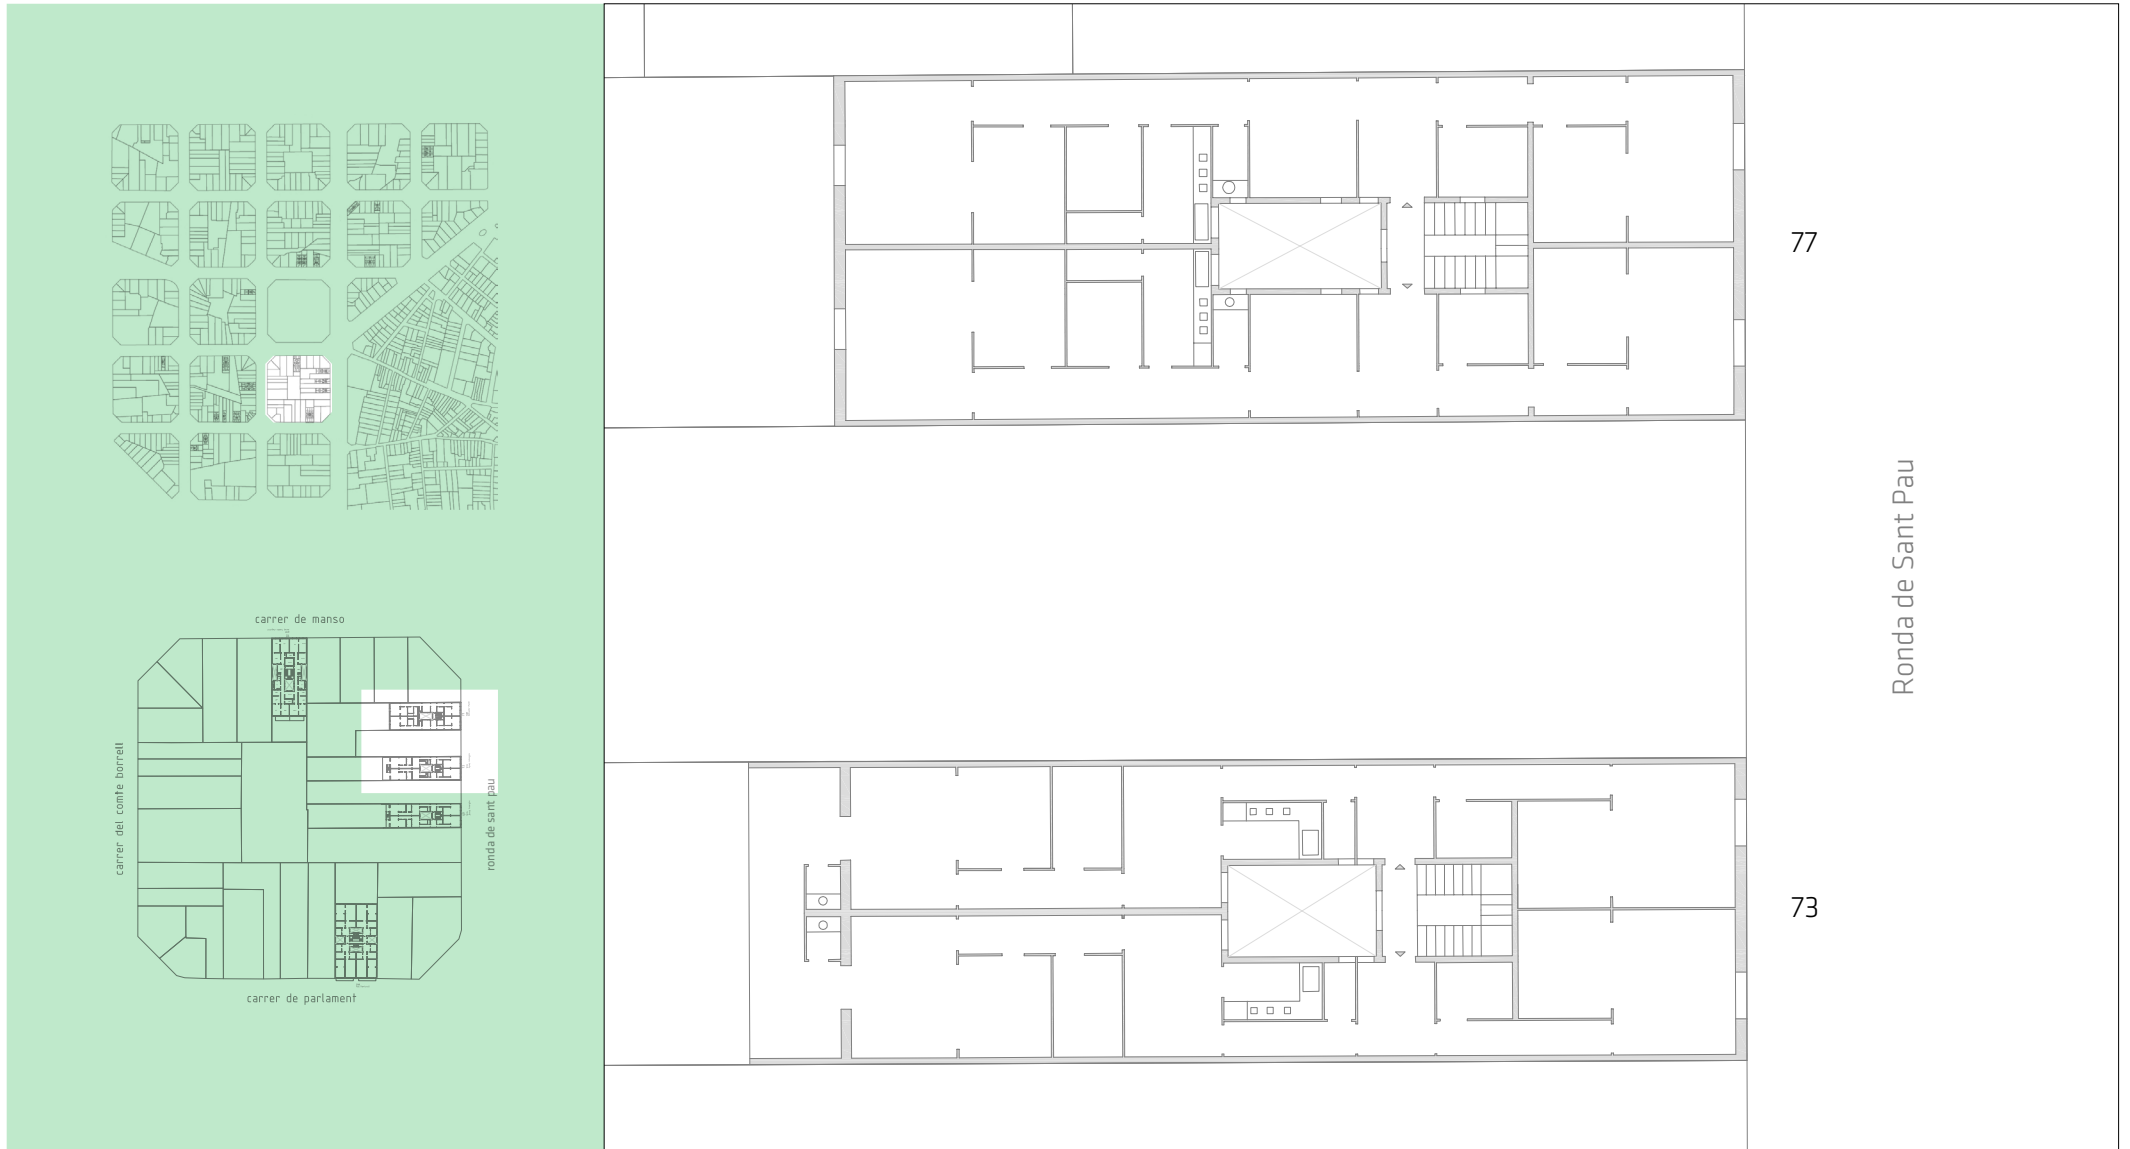 carrer de manso
carrer del comte borrell
ronda de sant pau
carrer de parlament
77
Ronda de Sant Pau
73